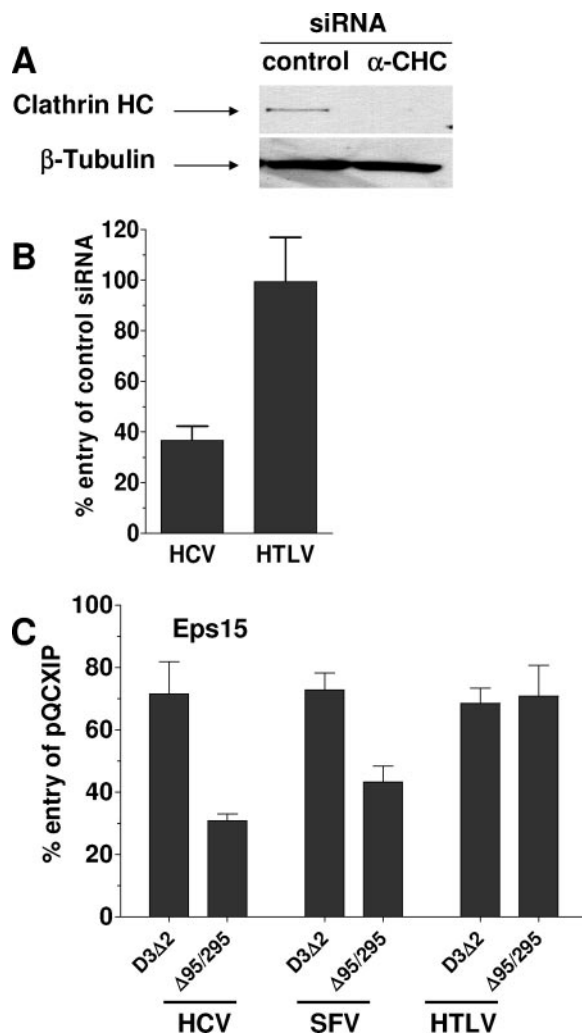 siRNA
A
control α-CHC
Clathrin HC
β-Tubulin
B
% entry of control siRNA
120
100
80
60
40
20
0
HCV HTLV
C
Eps15
% entry of pQCXIP
100
80
60
40
20
0
D3Δ2 Δ95/295 D3Δ2 Δ95/295 D3Δ2 Δ95/295
HCV SFV HTLV